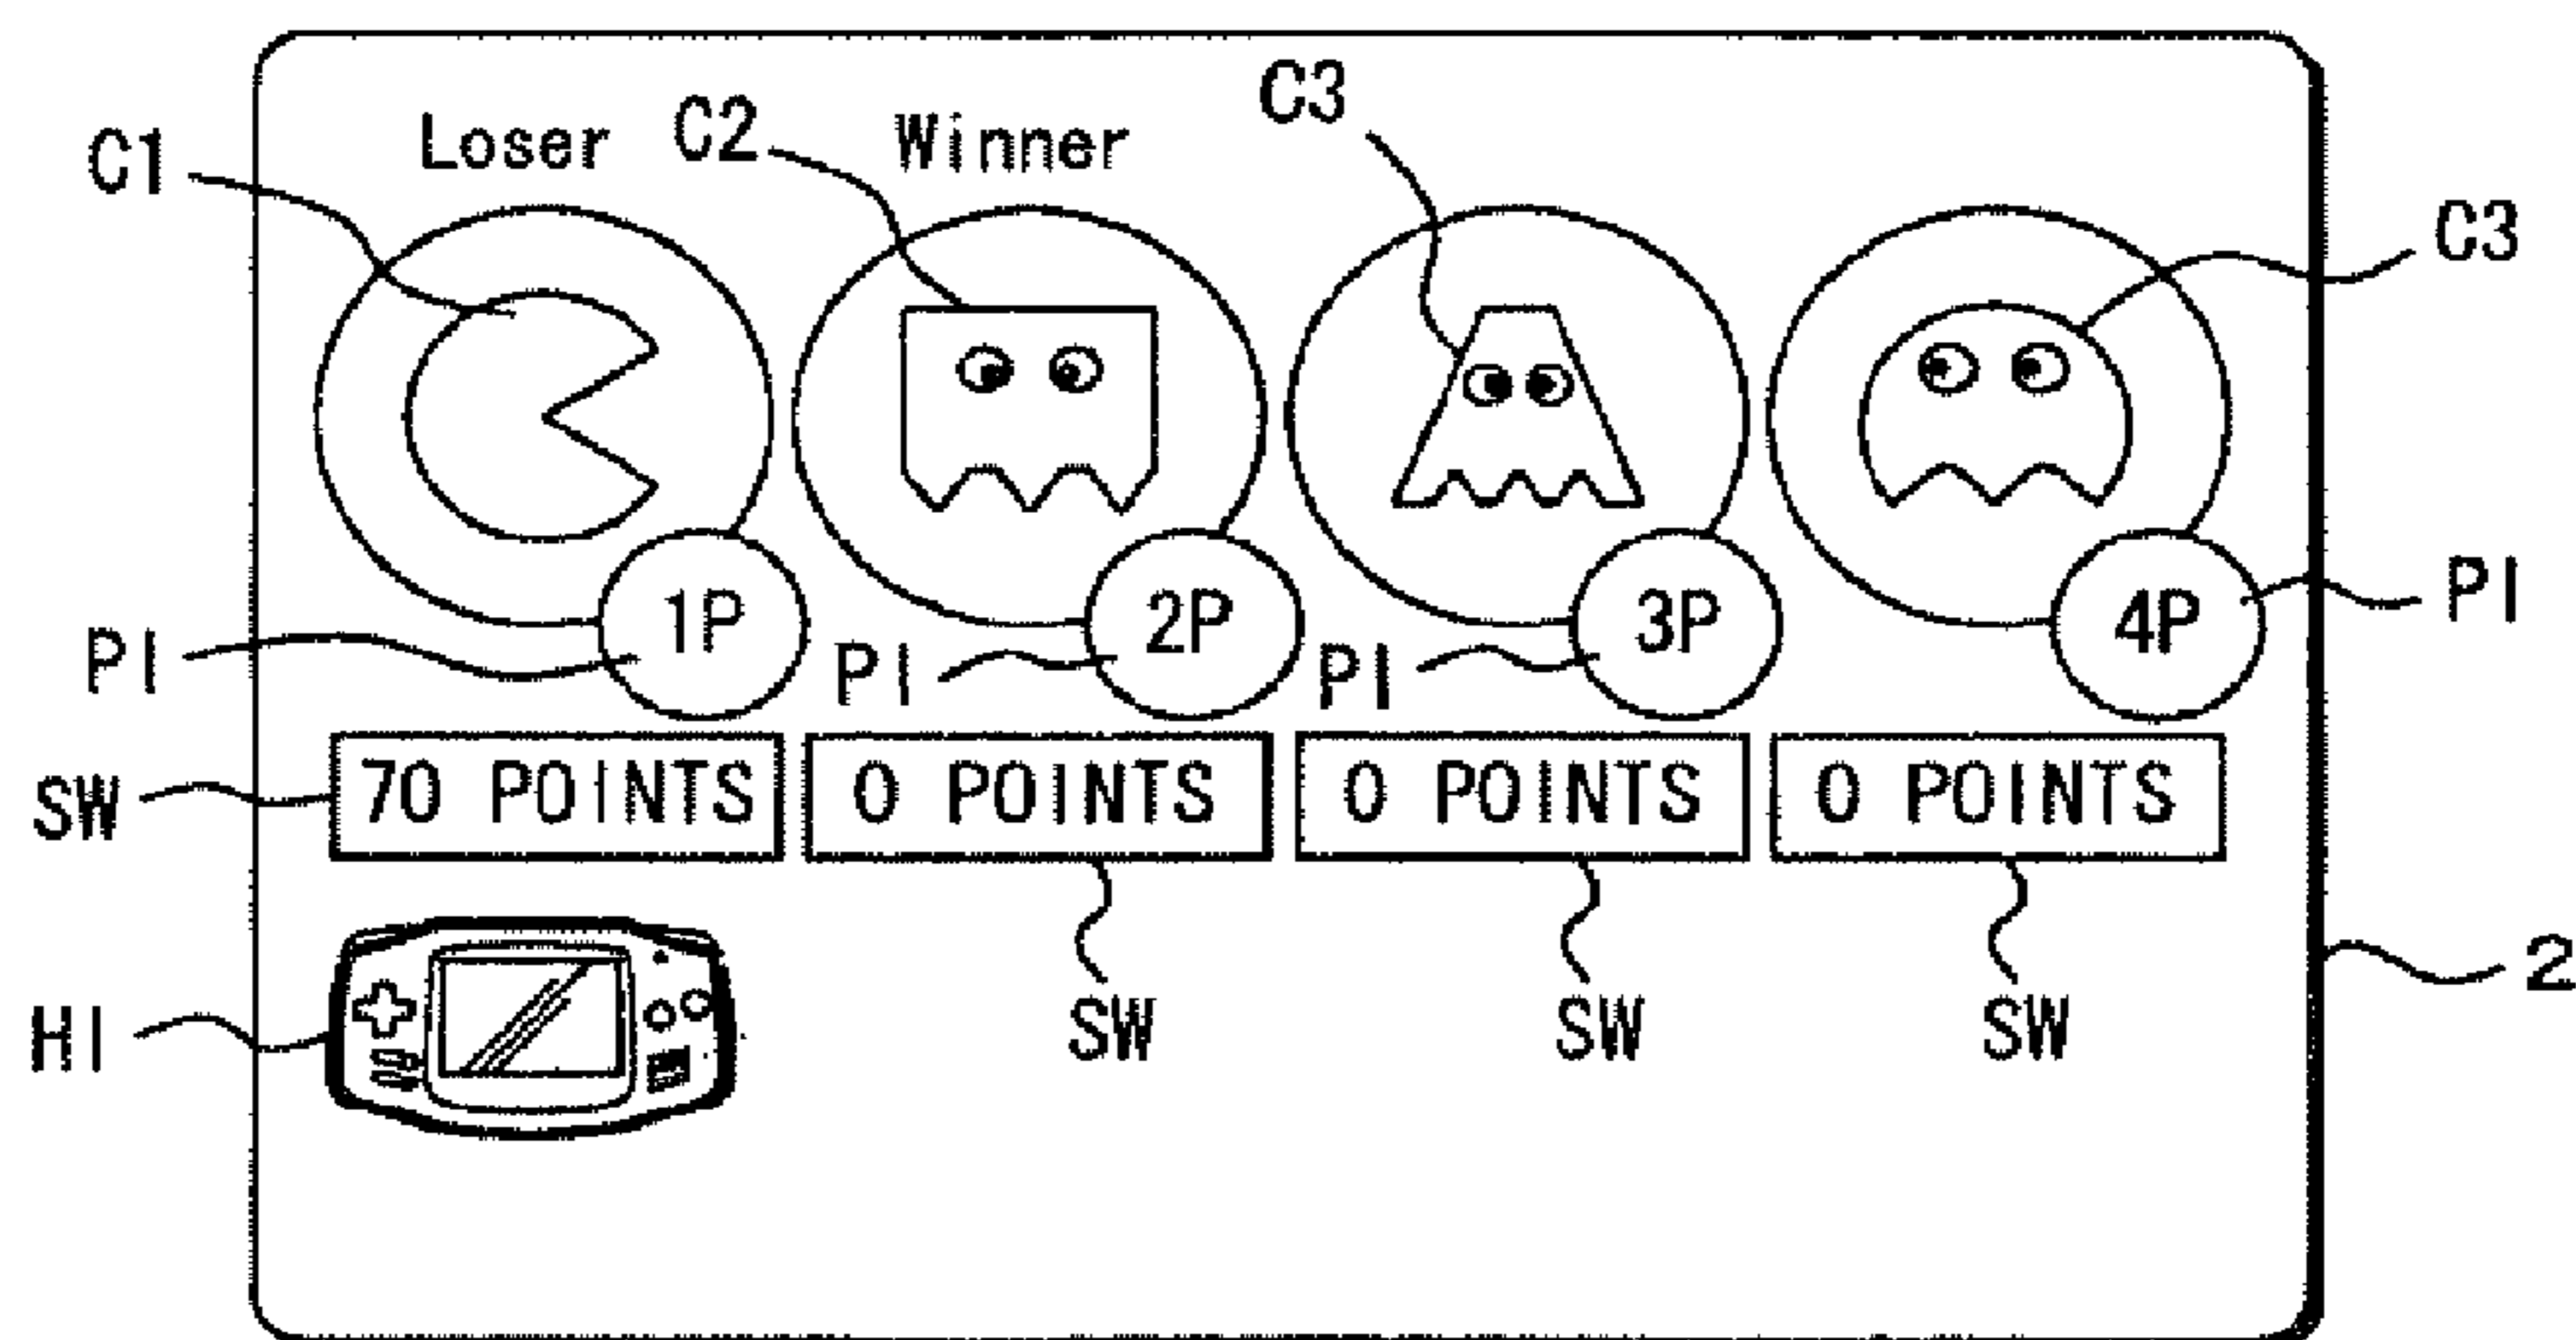 C3
C1 Loser C2 Winner
C3
1P 2P 3P 4P PI
PI PI PI
SW 70 POINTS 0 POINTS 0 POINTS 0 POINTS
2
HI SW SW SW